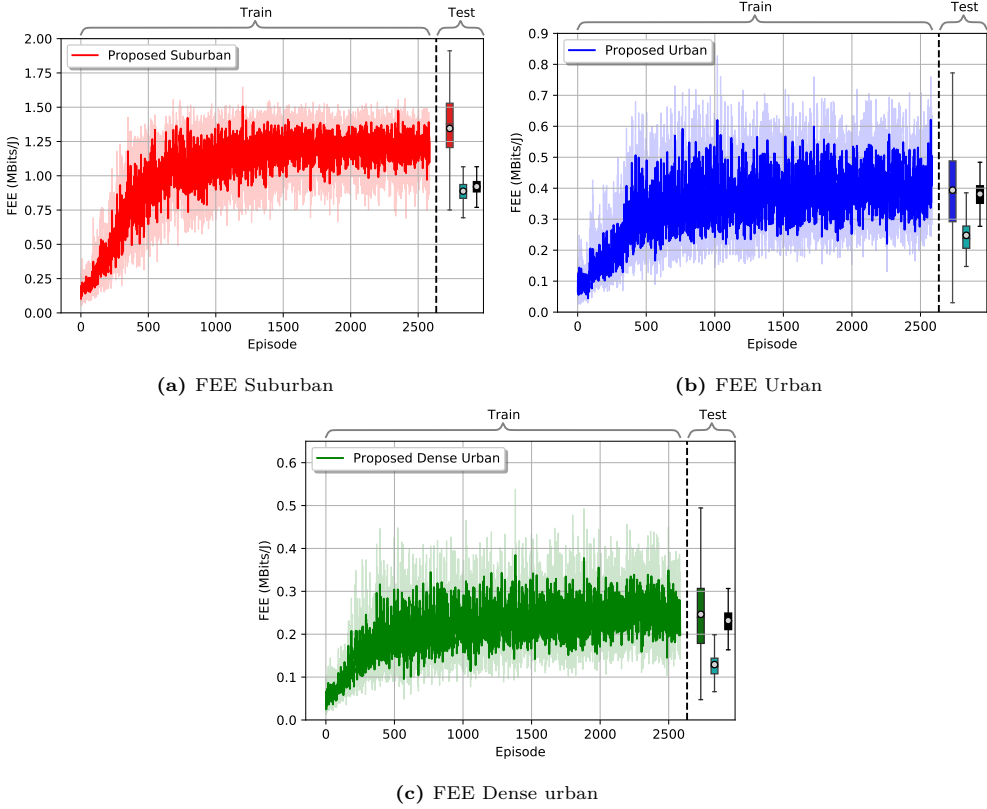 Train Test
2.00
1.75
1.50
1.25
1.00
0.75
0.50
0.25
0.00
FEE (MBits/J)
Proposed Suburban
0 500 1000 1500 2000 2500
Episode
(a) FEE Suburban
Train Test
0.9
0.8
0.7
0.6
0.5
0.4
0.3
0.2
0.1
0.0
FEE (MBits/J)
Proposed Urban
0 500 1000 1500 2000 2500
Episode
(b) FEE Urban
Train Test
0.6
0.5
0.4
0.3
0.2
0.1
0.0
FEE (MBits/J)
Proposed Dense Urban
0 500 1000 1500 2000 2500
Episode
(c) FEE Dense urban